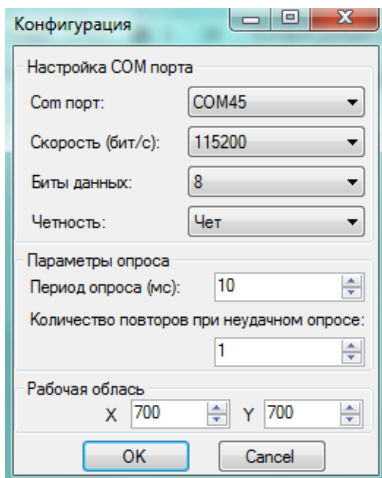 Конфигурация
Настройка COM порта
Com порт: COM45
Скорость (бит/с): 115200
Биты данных: 8
Четность: Чет
Параметры опроса
Период опроса (мс): 10
Количество повторов при неудачном опросе:
1
Рабочая облась
X 700 Y 700
OK Cancel